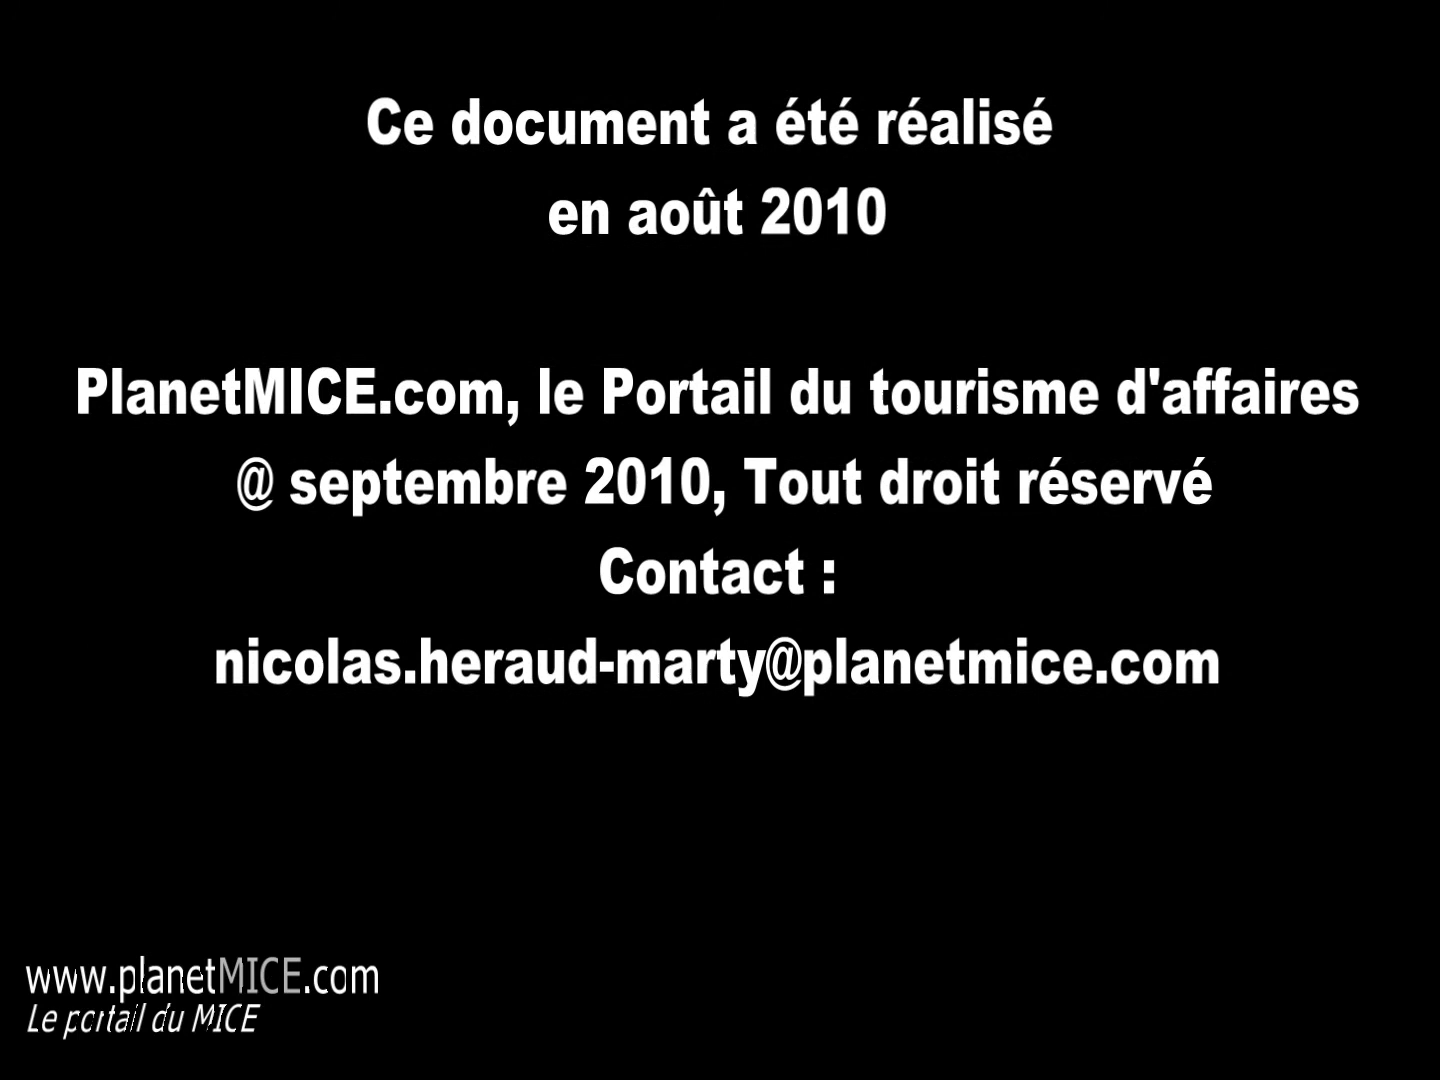 Ce document a été réalisé
en août 2010
PlanetMICE.com, le Portail du tourisme d'affaires
@ septembre 2010, Tout droit réservé
Contact :
nicolas.heraud-marty@planetmice.com
www.planetMICE.com
Le portail du MICE